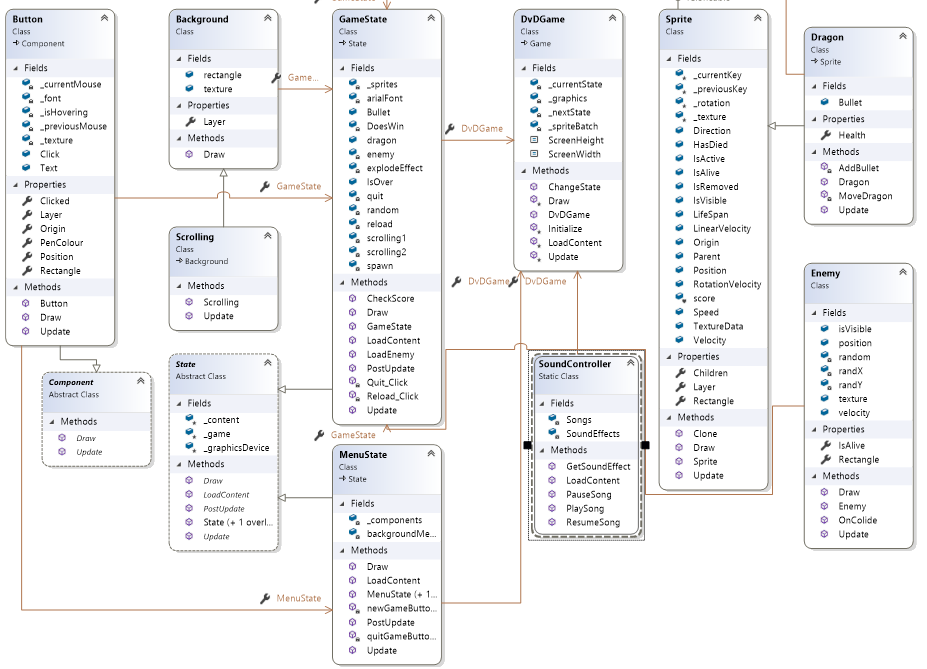 Button
Class
Component
Fields
_currentMouse
_font
_isHovering
_previousMouse
_texture
Click
Text
Properties
Clicked
Layer
Origin
PenColour
Position
Rectangle
Methods
Button
Draw
Update
Component
Abstract Class
Methods
Draw
Update
Background
Class
Fields
rectangle
texture
Properties
Layer
Methods
Draw
Game...
GameState
Scrolling
Class
Background
Methods
Scrolling
Update
State
Abstract Class
Fields
_content
_game
_graphicsDevice
Methods
Draw
LoadContent
PostUpdate
State (+ 1 overl...
Update
GameState
MenuState
GameState
Class
State
Fields
_sprites
arialFont
Bullet
DoesWin
dragon
enemy
explodeEffect
IsOver
quit
random
reload
scrolling1
scrolling2
spawn
Methods
CheckScore
Draw
GameState
LoadContent
LoadEnemy
PostUpdate
Quit_Click
Reload_Click
Update
MenuState
Class
State
Fields
_components
backgroundMe...
Methods
Draw
LoadContent
MenuState (+ 1...
newGameButto...
PostUpdate
quitGameButto...
Update
DvDGame
DvDGame
Class
Game
Fields
_currentState
_graphics
_nextState
_spriteBatch
ScreenHeight
ScreenWidth
Methods
ChangeState
Draw
DvDGame
Initialize
LoadContent
Update
DvDGame
DvDGame
SoundController
Static Class
Fields
Songs
SoundEffects
Methods
GetSoundEffect
LoadContent
PauseSong
PlaySong
ResumeSong
Sprite
Class
Fields
_currentKey
_previousKey
_rotation
_texture
Direction
HasDied
IsActive
IsAlive
IsRemoved
IsVisible
LifeSpan
LinearVelocity
Origin
Parent
Position
RotationVelocity
score
Speed
TextureData
Velocity
Properties
Children
Layer
Rectangle
Methods
Clone
Draw
Sprite
Update
Dragon
Class
Sprite
Fields
Bullet
Properties
Health
Methods
AddBullet
Dragon
MoveDragon
Update
Enemy
Class
Fields
isVisible
position
random
randX
randY
texture
velocity
Properties
IsAlive
Rectangle
Methods
Draw
Enemy
OnColide
Update